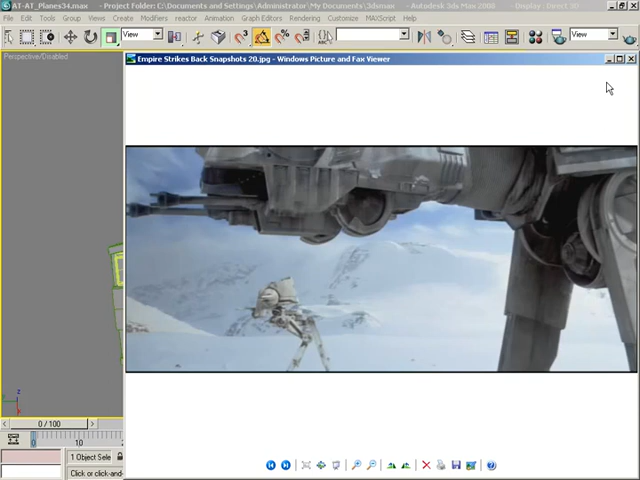 AT-AT_Planes34.max - Project Folder: C:\Documents and Settings\Administrator\My Documents\3dsmax - Autodesk 3ds Max 2008 - Display : Direct 3D
File Edit Tools Group Views Create Modifiers reactor Animation Graph Editors Rendering Customize MAXScript Help
View
ABC
View
Perspective/Disabled
Empire Strikes Back Snapshots 20.jpg - Windows Picture and Fax Viewer
z
0 / 100
0 10
1 Object Sele
Click or click-and-